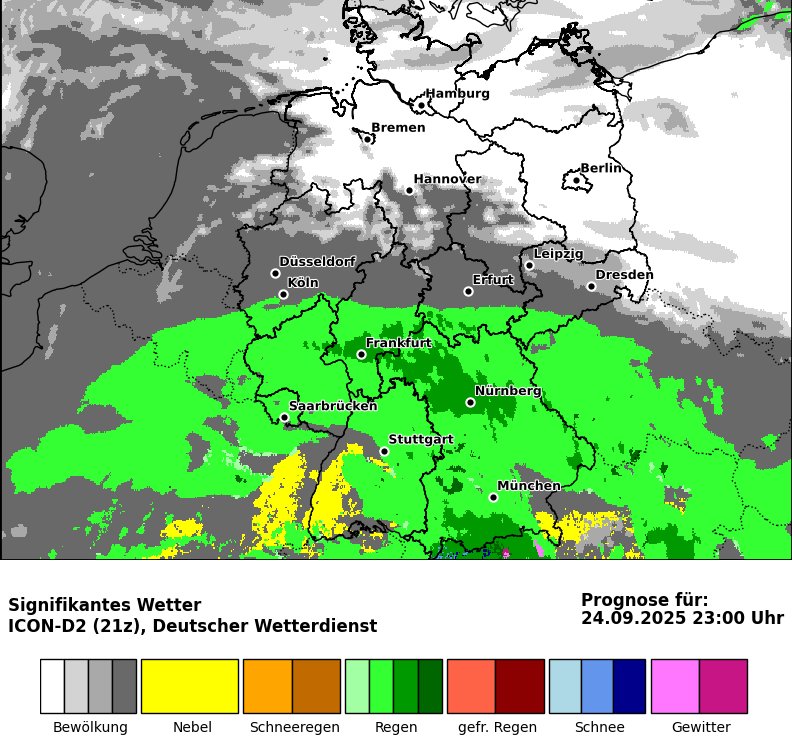 Hamburg
Bremen
Berlin
Hannover
Leipzig
Düsseldorf
Dresden
Köln
Erfurt
Frankfurt
Nürnberg
Saarbrücken
Stuttgart
München
Signifikantes Wetter
ICON-D2 (21z), Deutscher Wetterdienst
Prognose für:
24.09.2025 23:00 Uhr
Bewölkung Nebel Schneeregen Regen gefr. Regen Schnee Gewitter